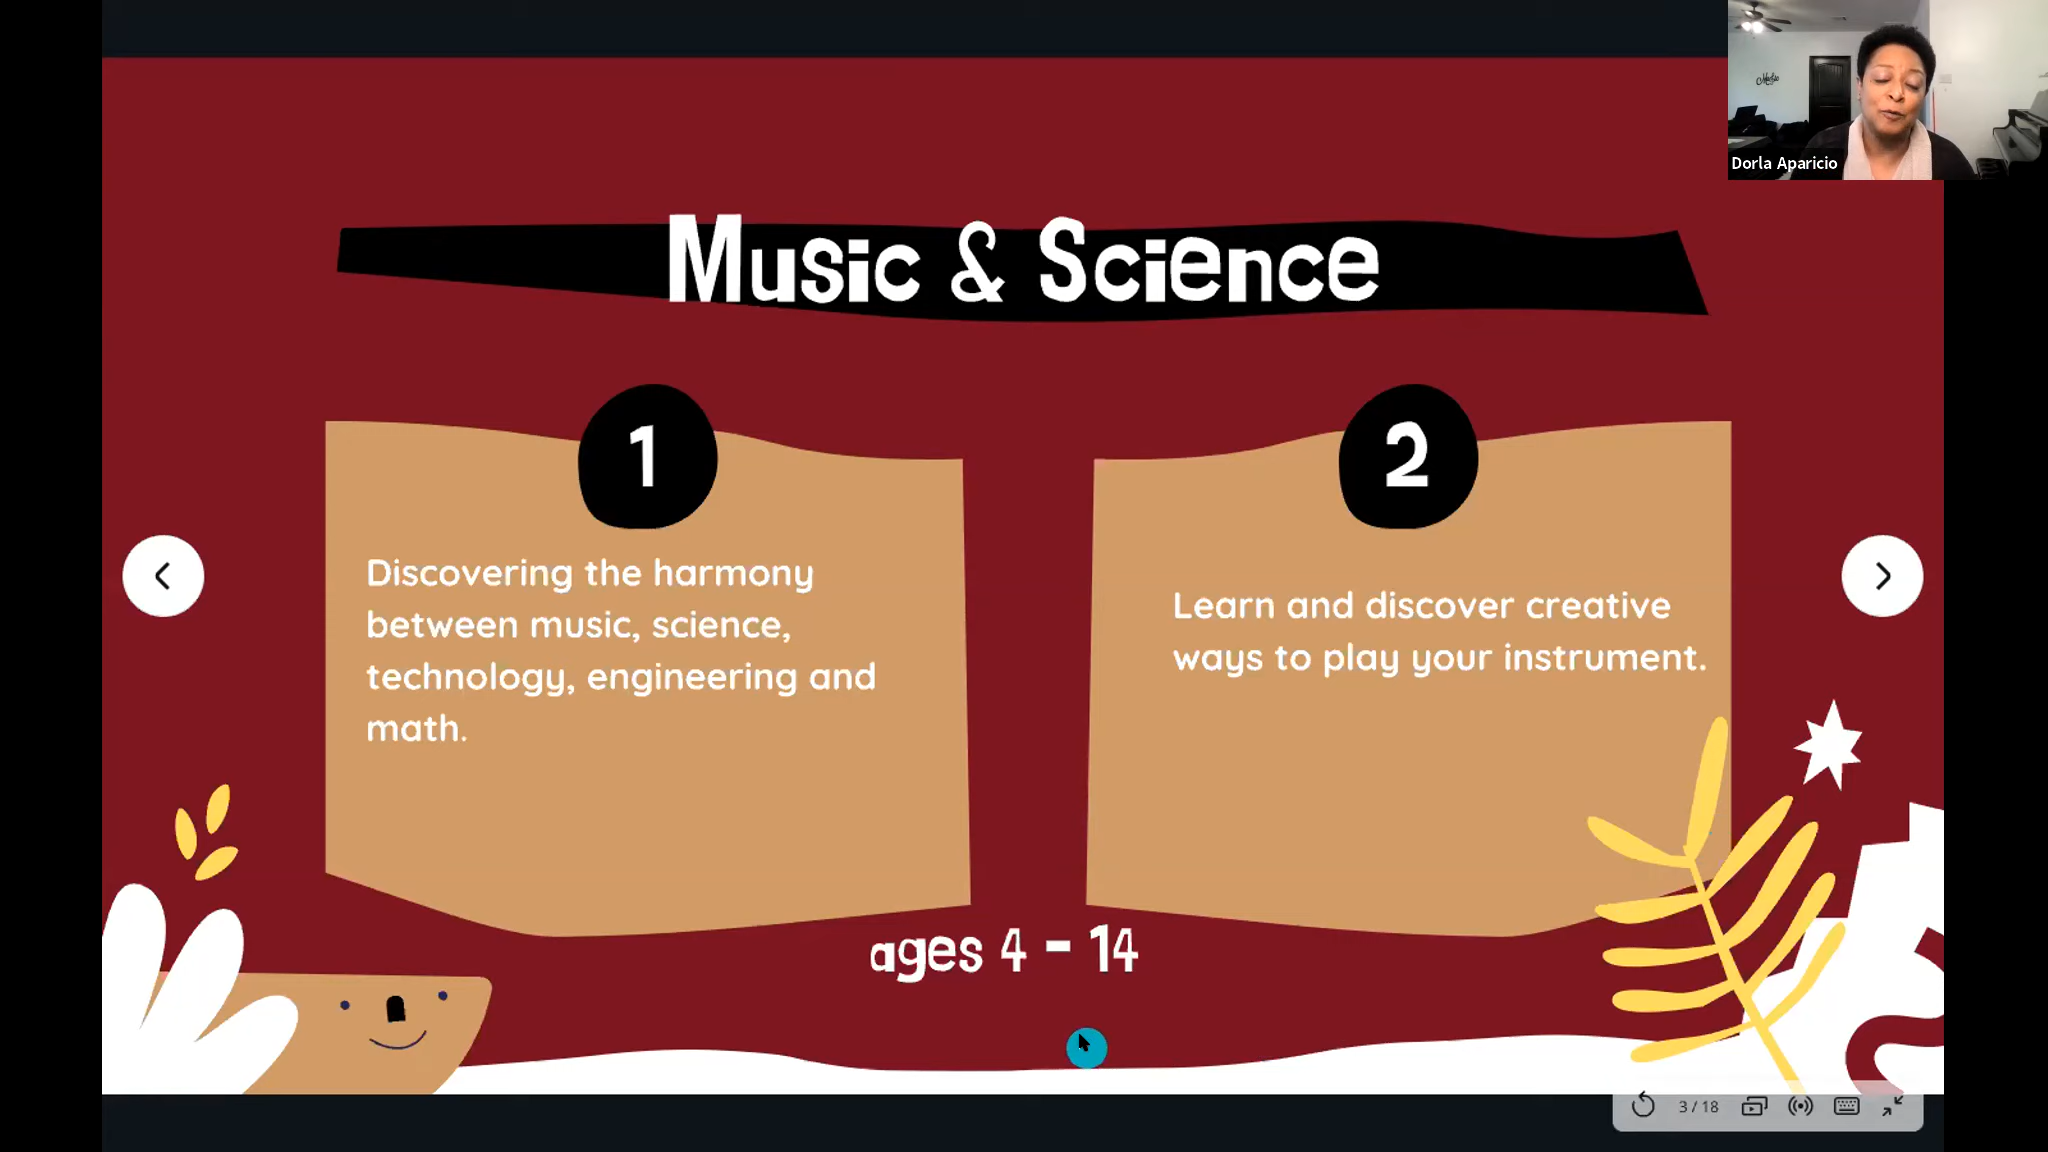 Music
Dorla Aparicio
Music & Science
1
Discovering the harmony
between music, science,
technology, engineering and
math.
2
Learn and discover creative
ways to play your instrument.
ages 4 - 14
3 / 18